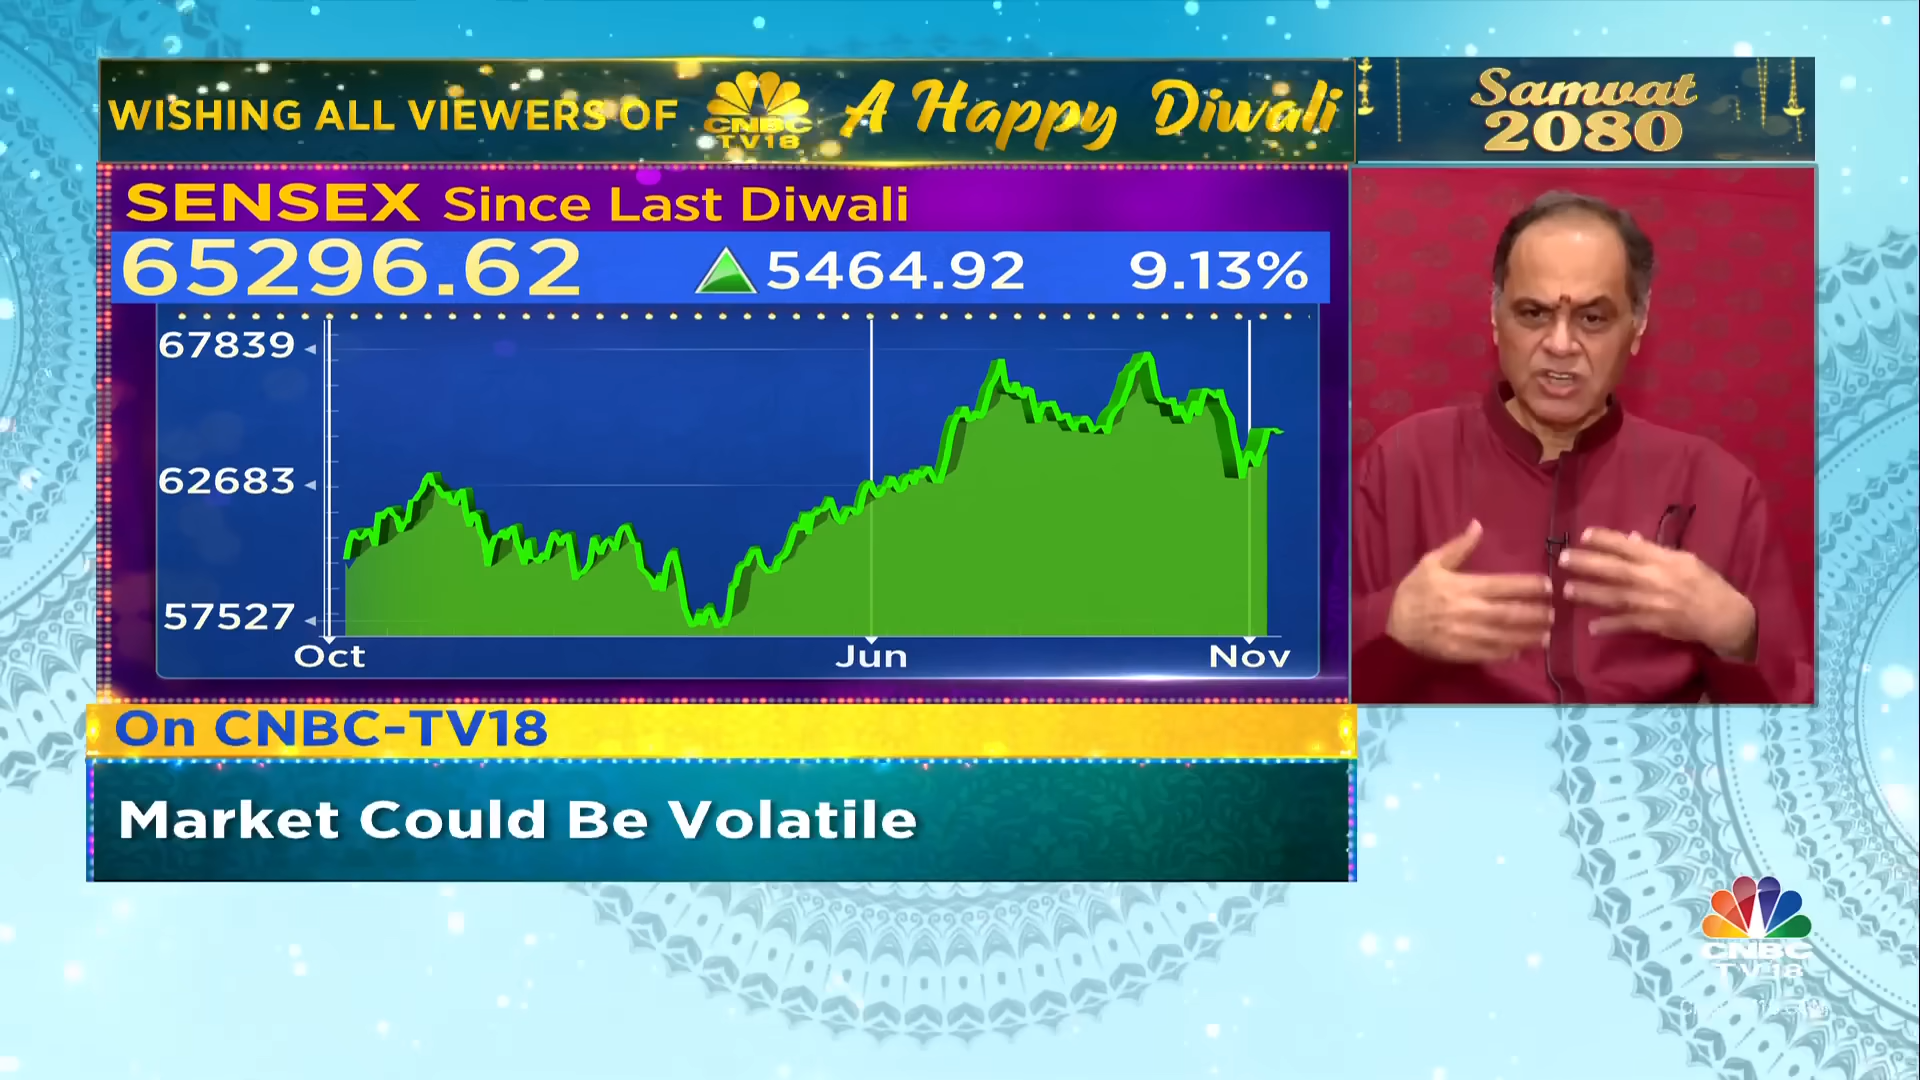 WISHING ALL VIEWERS OF CNBC TV18 A Happy Diwali
Samvat
2080
SENSEX Since Last Diwali
65296.62 5464.92 9.13%
67839
62683
57527
Oct Jun Nov
On CNBC-TV18
Market Could Be Volatile
CNBC
TV18